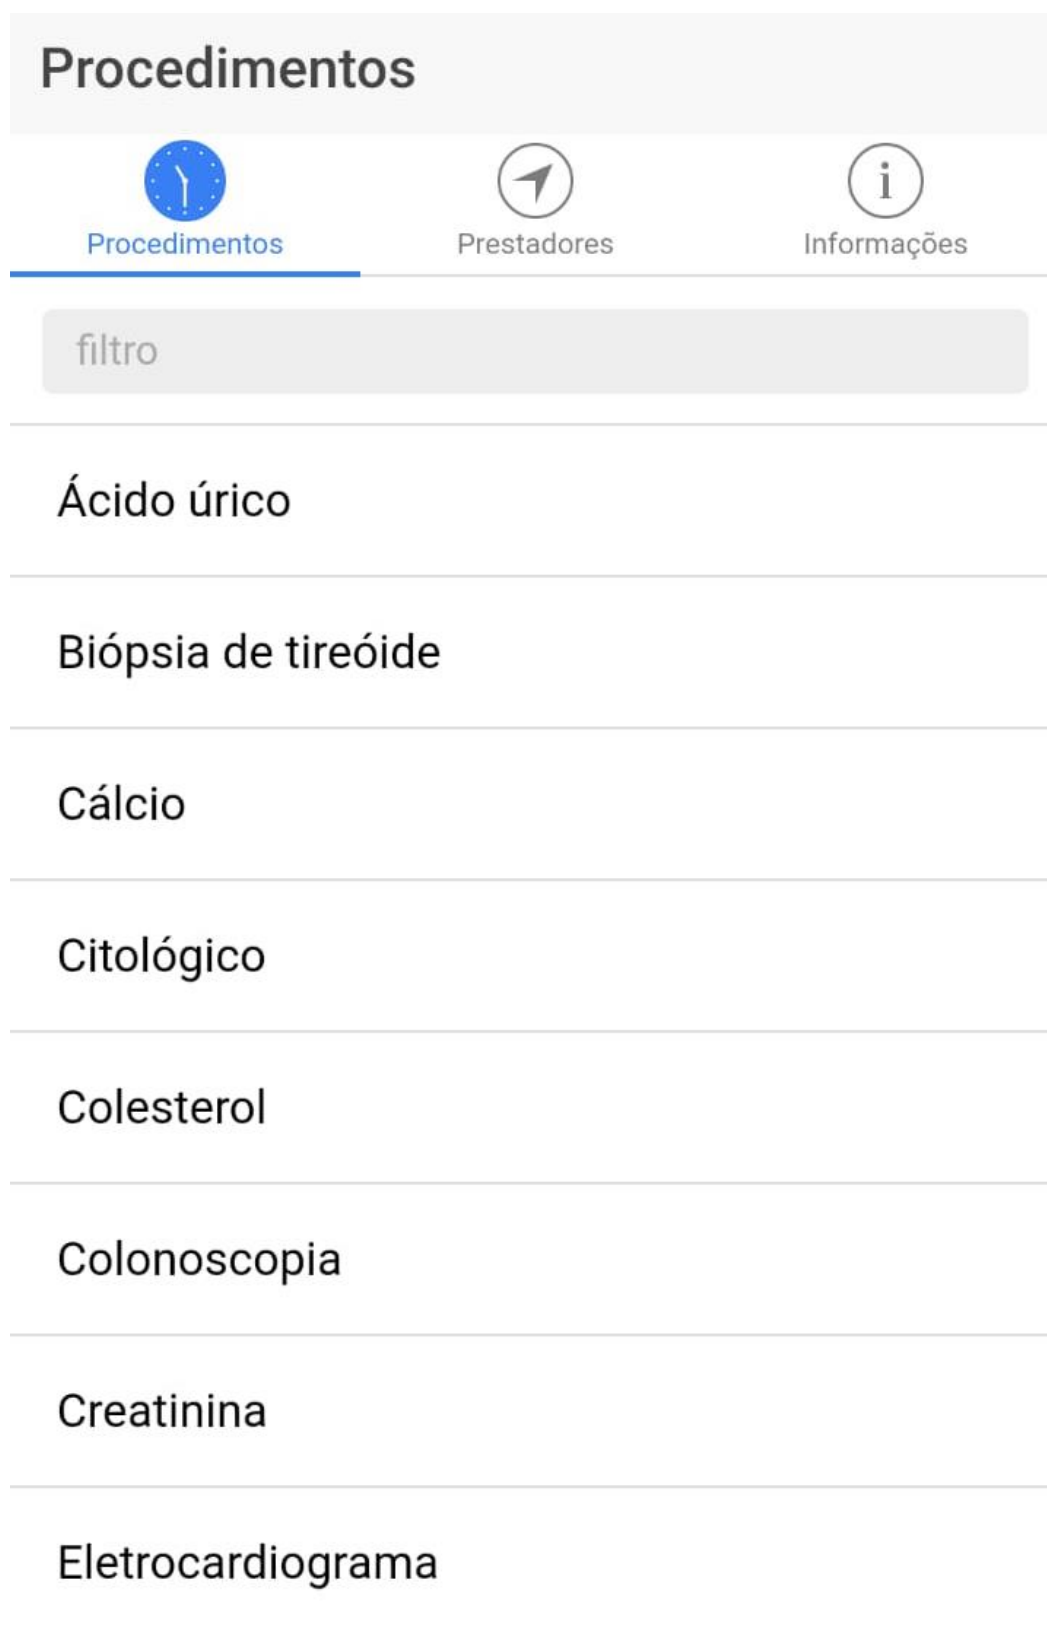 Procedimentos
Procedimentos
Prestadores
Informações
filtro
Ácido úrico
Biópsia de tireóide
Cálcio
Citológico
Colesterol
Colonoscopia
Creatinina
Eletrocardiograma